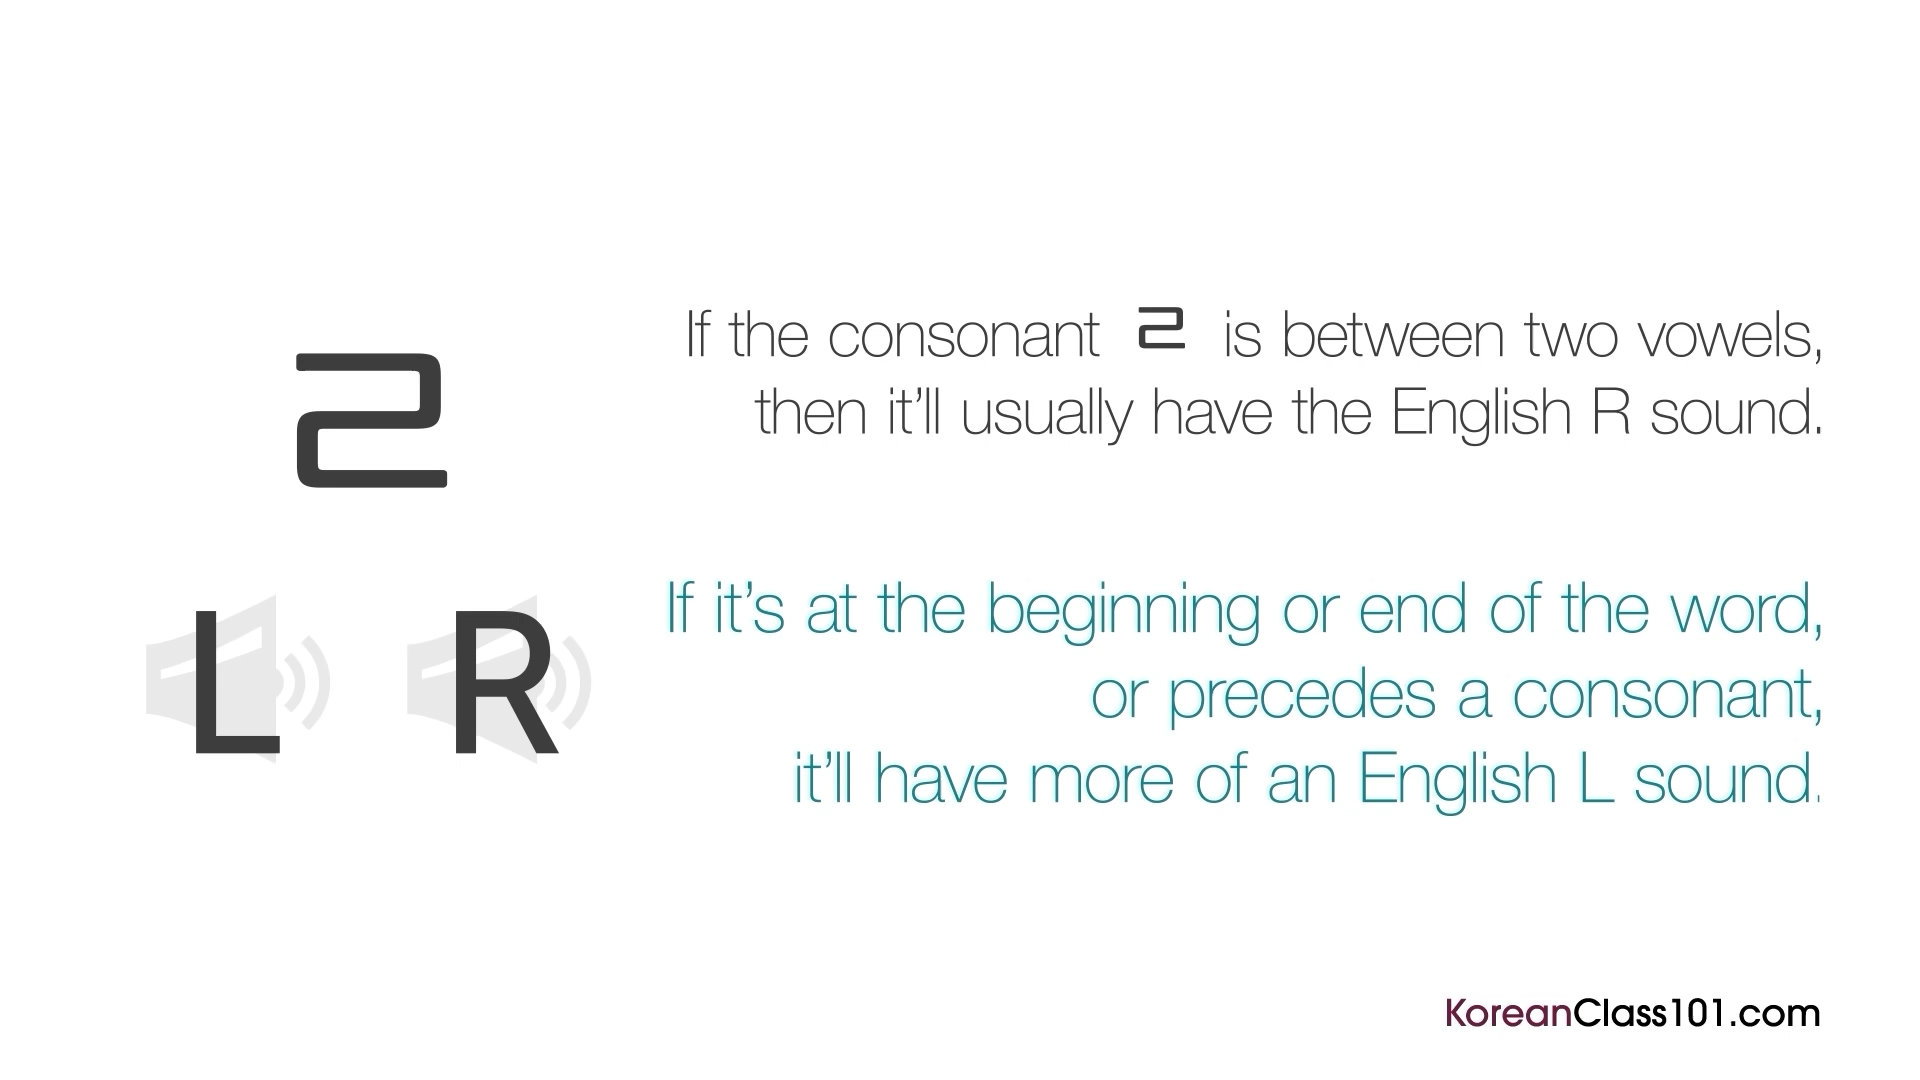 ㄹ
L R
If the consonant ㄹ is between two vowels,
then it'll usually have the English R sound.
If it's at the beginning or end of the word,
or precedes a consonant,
it'll have more of an English L sound.
KoreanClass101.com